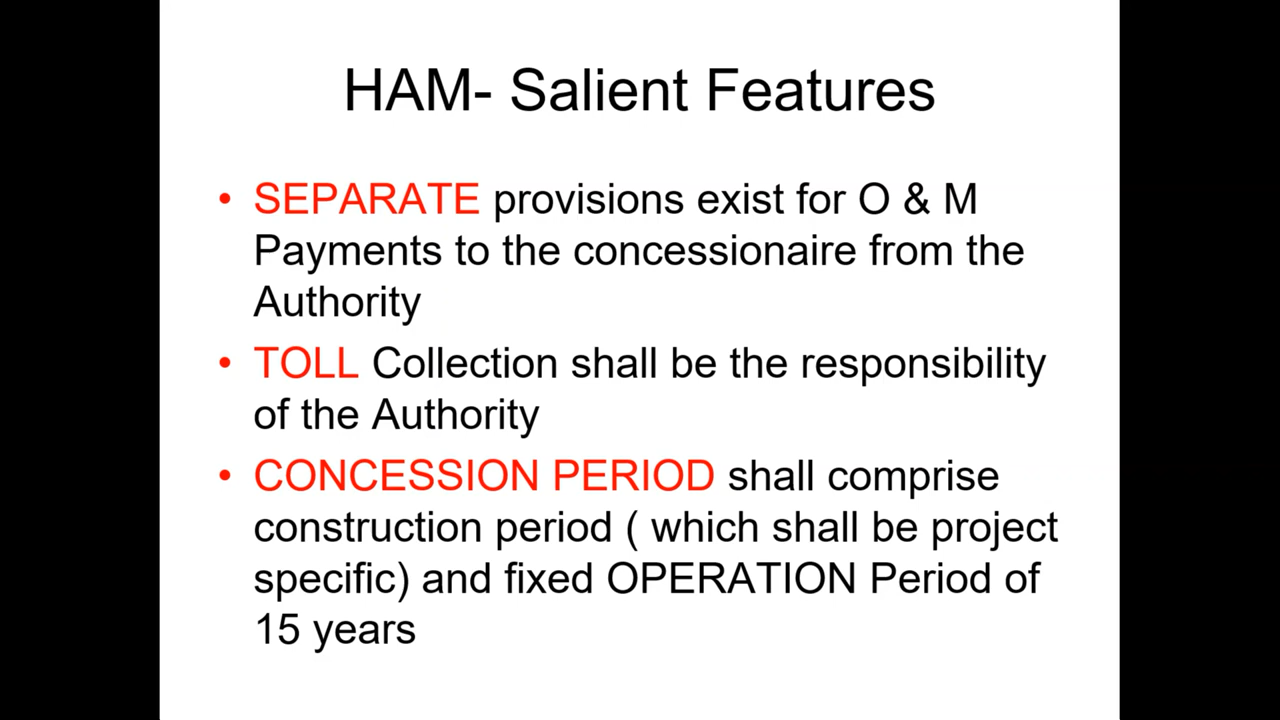 HAM- Salient Features
• SEPARATE provisions exist for O & M
Payments to the concessionaire from the
Authority
• TOLL Collection shall be the responsibility
of the Authority
• CONCESSION PERIOD shall comprise
construction period ( which shall be project
specific) and fixed OPERATION Period of
15 years